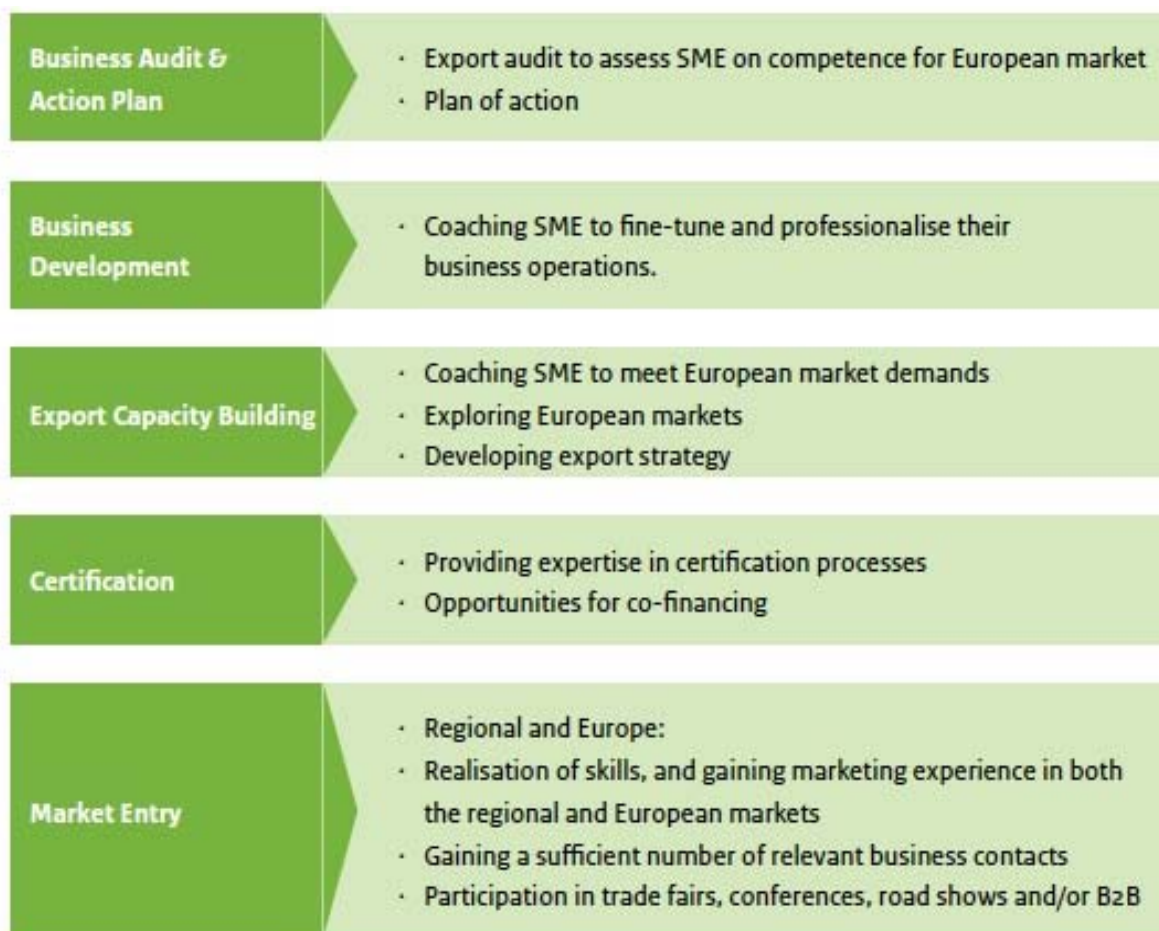 Business Audit &
Action Plan
· Export audit to assess SME on competence for European market
· Plan of action
Business
Development
· Coaching SME to fine-tune and professionalise their
business operations.
Export Capacity Building
· Coaching SME to meet European market demands
· Exploring European markets
· Developing export strategy
Certification
· Providing expertise in certification processes
· Opportunities for co-financing
Market Entry
· Regional and Europe:
· Realisation of skills, and gaining marketing experience in both
the regional and European markets
· Gaining a sufficient number of relevant business contacts
· Participation in trade fairs, conferences, road shows and/or B2B